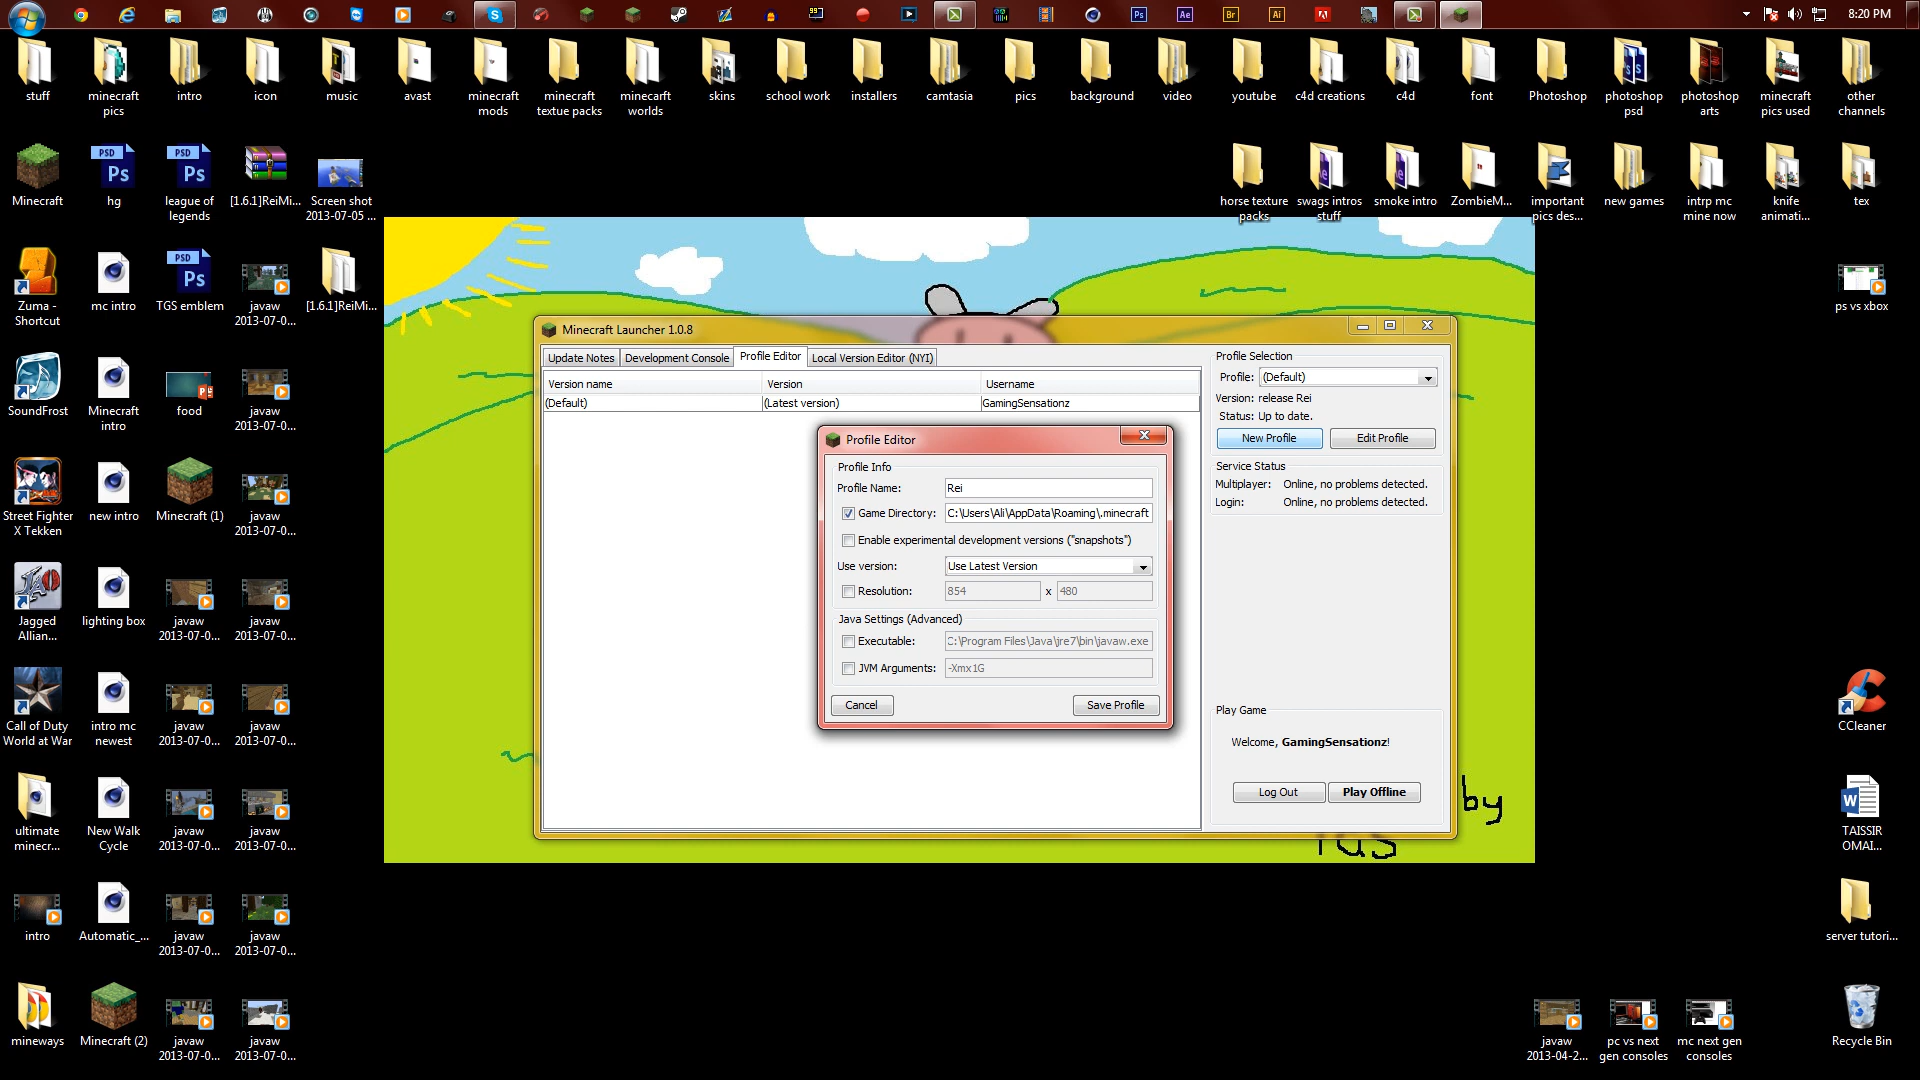 8:20 PM
stuff
minecraft
pics
intro
icon
music
avast
minecraft
mods
minecraft
textue packs
minecarft
worlds
skins
school work
installers
camtasia
pics
background
video
youtube
c4d creations
c4d
font
Photoshop
photoshop
psd
photoshop
arts
minecraft
pics used
other
channels
Minecraft
hg
league of
legends
[1.6.1]ReiMi...
Screen shot
2013-07-05 ...
horse texture
packs
swags intros
stuff
smoke intro
ZombieM...
important
pics des...
new games
intrp mc
mine now
knife
animati...
tex
Zuma -
Shortcut
mc intro
TGS emblem
javaw
2013-07-0...
[1.6.1]ReiMi...
ps vs xbox
SoundFrost
Minecraft
intro
food
javaw
2013-07-0...
Street Fighter
X Tekken
new intro
Minecraft (1)
javaw
2013-07-0...
Jagged
Allian...
lighting box
javaw
2013-07-0...
javaw
2013-07-0...
Call of Duty
World at War
intro mc
newest
javaw
2013-07-0...
javaw
2013-07-0...
CCleaner
ultimate
minecr...
New Walk
Cycle
javaw
2013-07-0...
javaw
2013-07-0...
TAISSIR
OMAI...
intro
Automatic_...
javaw
2013-07-0...
javaw
2013-07-0...
server tutori...
mineways
Minecraft (2)
javaw
2013-07-0...
javaw
2013-07-0...
javaw
2013-04-2...
pc vs next
gen consoles
mc next gen
consoles
Recycle Bin
Minecraft Launcher 1.0.8
Update Notes
Development Console
Profile Editor
Local Version Editor (NYI)
Version name
Version
Username
(Default)
(Latest version)
GamingSensationz
Profile Selection
Profile: (Default)
Version: release Rei
Status: Up to date.
New Profile
Edit Profile
Service Status
Multiplayer: Online, no problems detected.
Login: Online, no problems detected.
Play Game
Welcome, GamingSensationz!
Log Out
Play Offline
Profile Editor
Profile Info
Profile Name: Rei
Game Directory: C:\Users\Ali\AppData\Roaming\.minecraft
Enable experimental development versions ("snapshots")
Use version: Use Latest Version
Resolution: 854 x 480
Java Settings (Advanced)
Executable: C:\Program Files\Java\jre7\bin\javaw.exe
JVM Arguments: -Xmx1G
Cancel
Save Profile
by